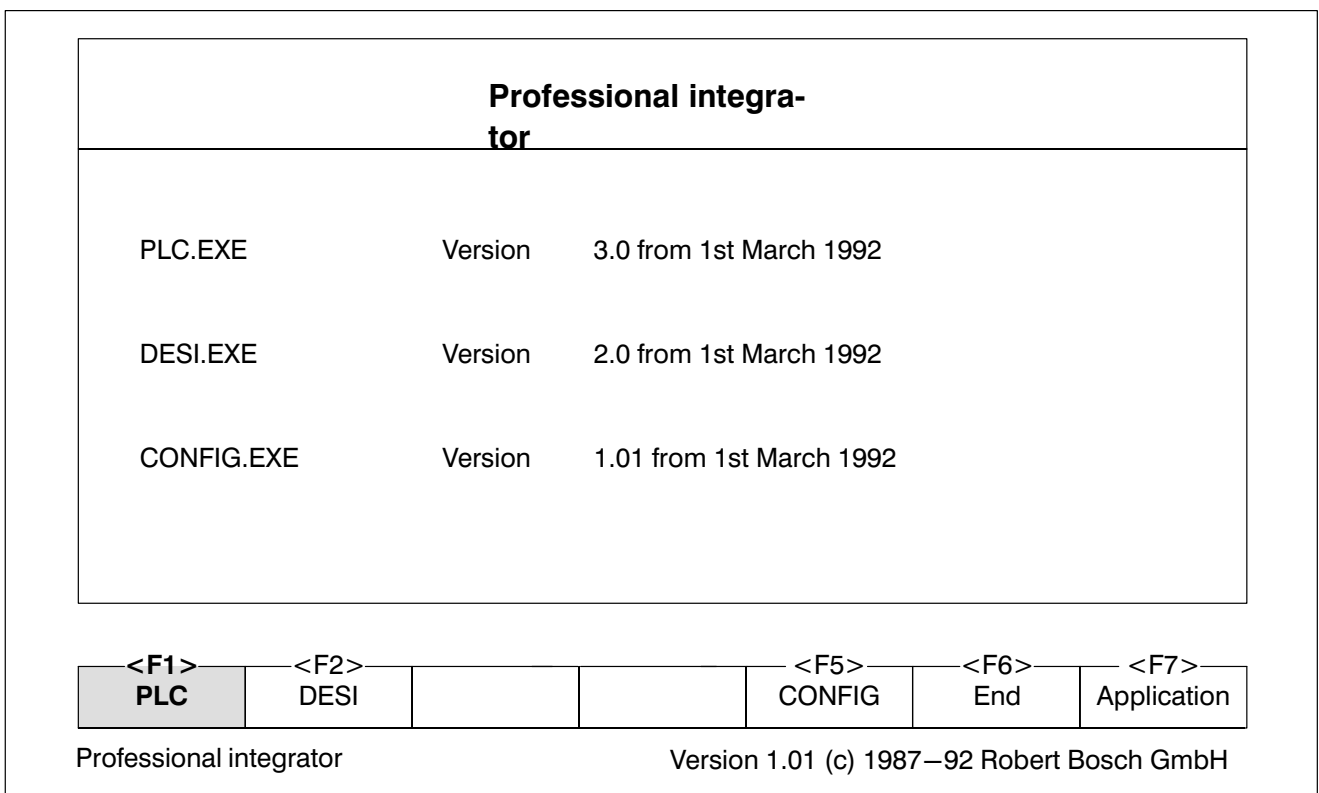 Professional integra-
tor
PLC.EXE Version 3.0 from 1st March 1992
DESI.EXE Version 2.0 from 1st March 1992
CONFIG.EXE Version 1.01 from 1st March 1992
<F1> <F2> <F5> <F6> <F7>
PLC DESI CONFIG End Application
Professional integrator Version 1.01 (c) 1987–92 Robert Bosch GmbH